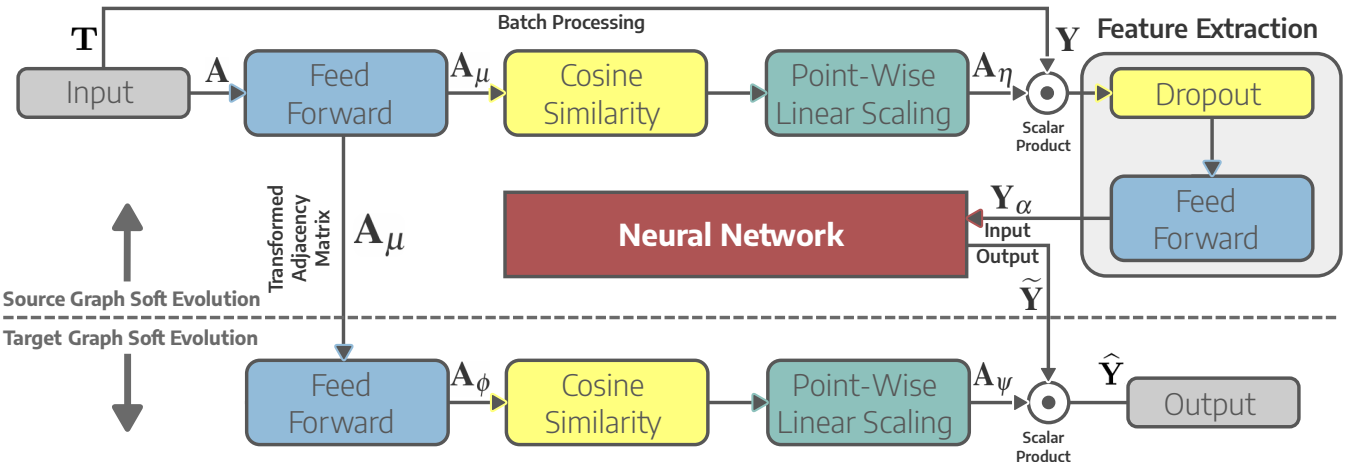 Batch Processing
T
Y
Feature Extraction
Input
A
Feed
Forward
A_μ
Cosine
Similarity
Point-Wise
Linear Scaling
A_η
Scalar
Product
Dropout
Feed
Forward
Transformed
Adjacency
Matrix
A_μ
Neural Network
Y_α
Input
Output
Ỹ
Source Graph Soft Evolution
Target Graph Soft Evolution
Feed
Forward
A_ϕ
Cosine
Similarity
Point-Wise
Linear Scaling
A_ψ
Scalar
Product
Ŷ
Output